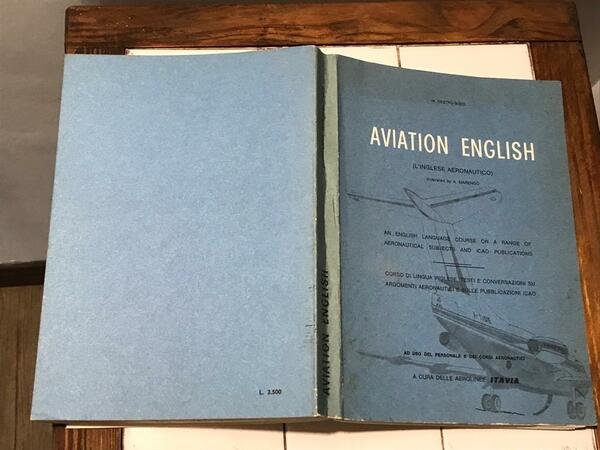 AVIATION ENGLISH
(L'INGLESE AERONAUTICO)
Illustrated by A. MARENGO
AN ENGLISH LANGUAGE COURSE ON A RANGE OF
AERONAUTICAL SUBJECTS AND ICAO PUBLICATIONS
CORSO DI LINGUA INGLESE (TESTI E CONVERSAZIONI SU
ARGOMENTI AERONAUTICI E SULLE PUBBLICAZIONI ICAO
AD USO DEL PERSONALE E DEI CORSI AERONAUTICI
A CURA DELLE AEROLINEE ITAVIA
AVIATION ENGLISH
L. 3.500